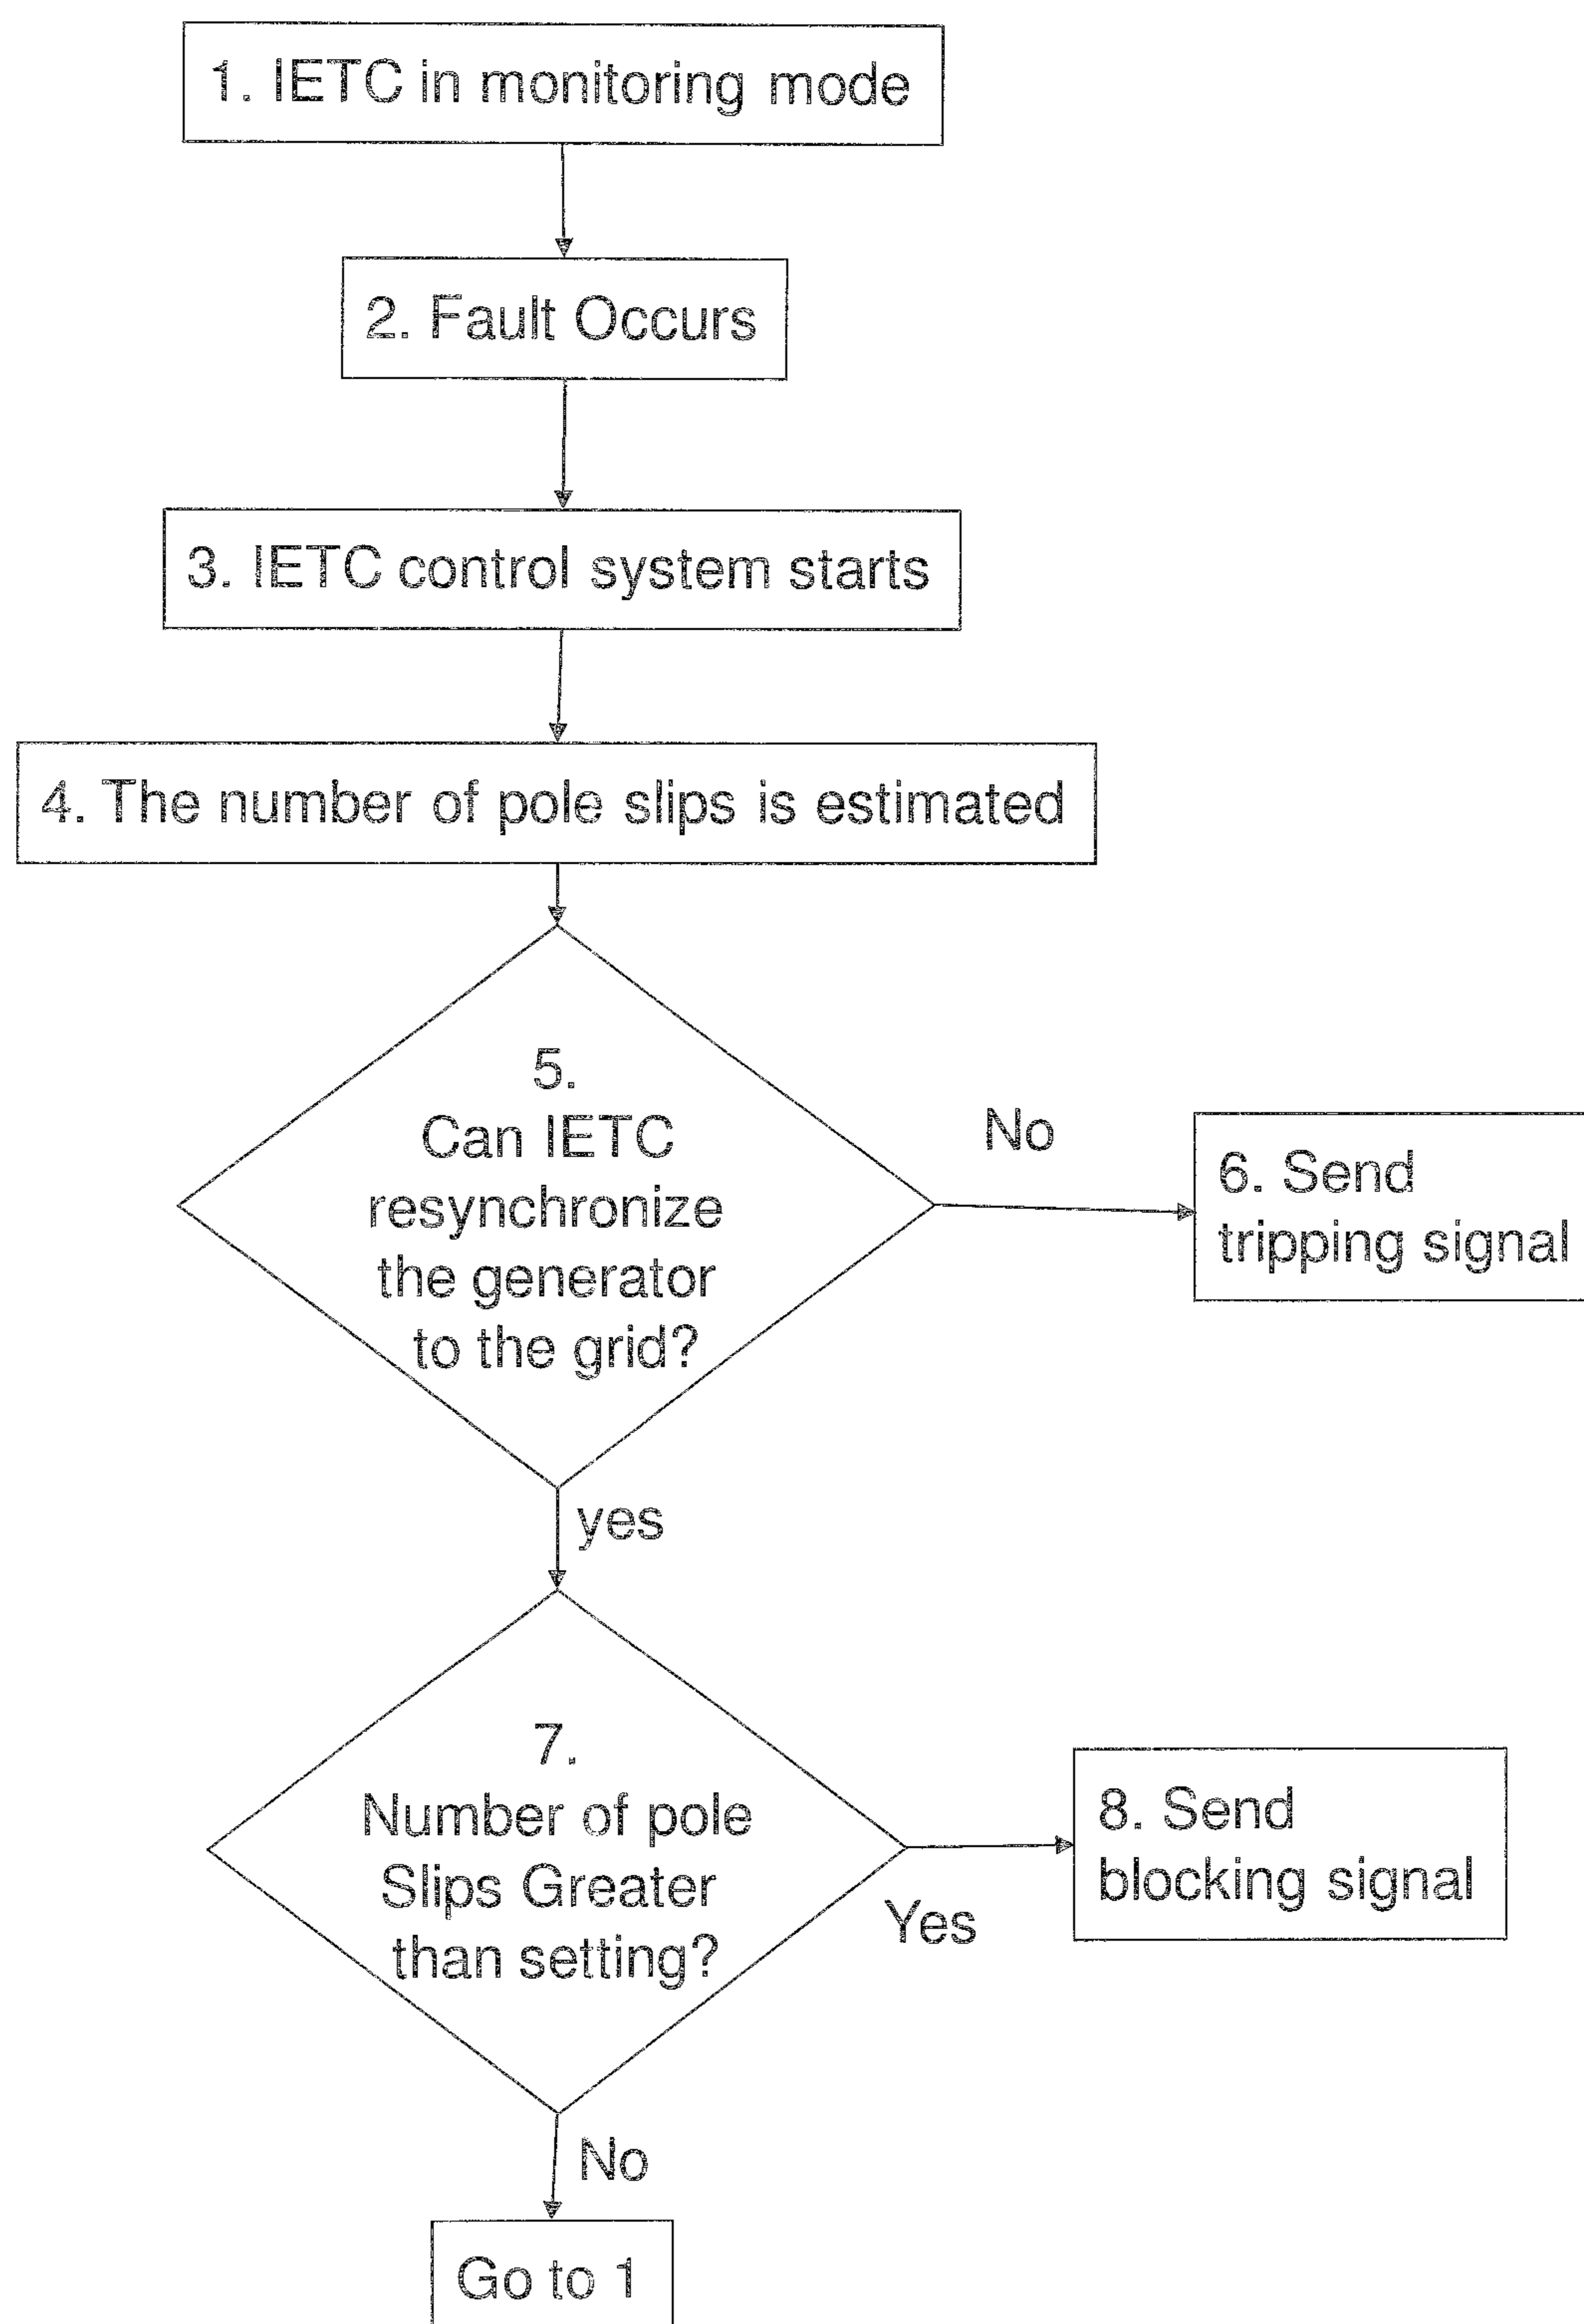 1. IETC in monitoring mode
2. Fault Occurs
3. IETC control system starts
4. The number of pole slips is estimated
5.
Can IETC
resynchronize
the generator
to the grid?
No
6. Send
tripping signal
yes
7.
Number of pole
Slips Greater
than setting?
Yes
8. Send
blocking signal
No
Go to 1